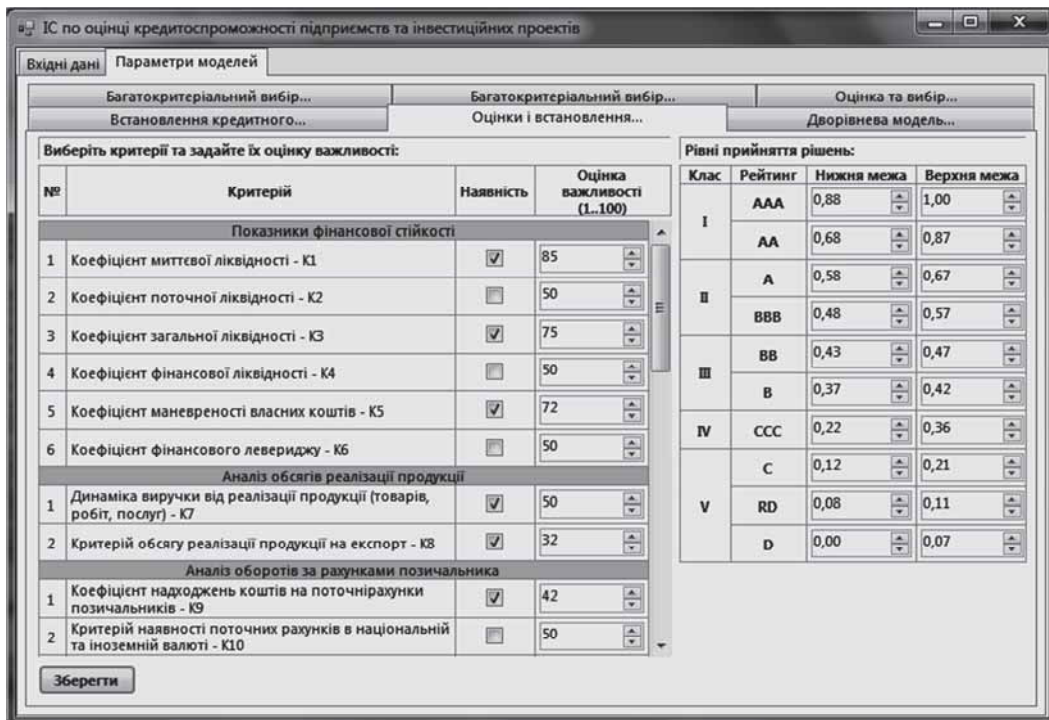 ІС по оцінці кредитоспроможності підприємств та інвестиційних проектів
Вхідні дані Параметри моделей
Багатокритеріальний вибір... Багатокритеріальний вибір... Оцінка та вибір...
Встановлення кредитного... Оцінки і встановлення... Дворівнева модель...
Виберіть критерії та задайте їх оцінку важливості:
№ Критерій Наявність Оцінка
важливості
(1..100)
Показники фінансової стійкості
1 Коефіцієнт миттєвої ліквідності - К1 85
2 Коефіцієнт поточної ліквідності - К2 50
3 Коефіцієнт загальної ліквідності - К3 75
4 Коефіцієнт фінансової ліквідності - К4 50
5 Коефіцієнт маневреності власних коштів - К5 72
6 Коефіцієнт фінансового левериджу - К6 50
Аналіз обсягів реалізації продукції
1 Динаміка виручки від реалізації продукції (товарів,
робіт, послуг) - К7 50
2 Критерій обсягу реалізації продукції на експорт - К8 32
Аналіз оборотів за рахунками позичальника
1 Коефіцієнт надходжень коштів на поточнірахунки
позичальників - К9 42
2 Критерій наявності поточних рахунків в національній
та іноземній валюті - К10 50
Зберегти
Рівні прийняття рішень:
Клас Рейтинг Нижня межа Верхня межа
I AAA 0,88 1,00
AA 0,68 0,87
II A 0,58 0,67
BBB 0,48 0,57
III BB 0,43 0,47
B 0,37 0,42
IV CCC 0,22 0,36
V C 0,12 0,21
RD 0,08 0,11
D 0,00 0,07